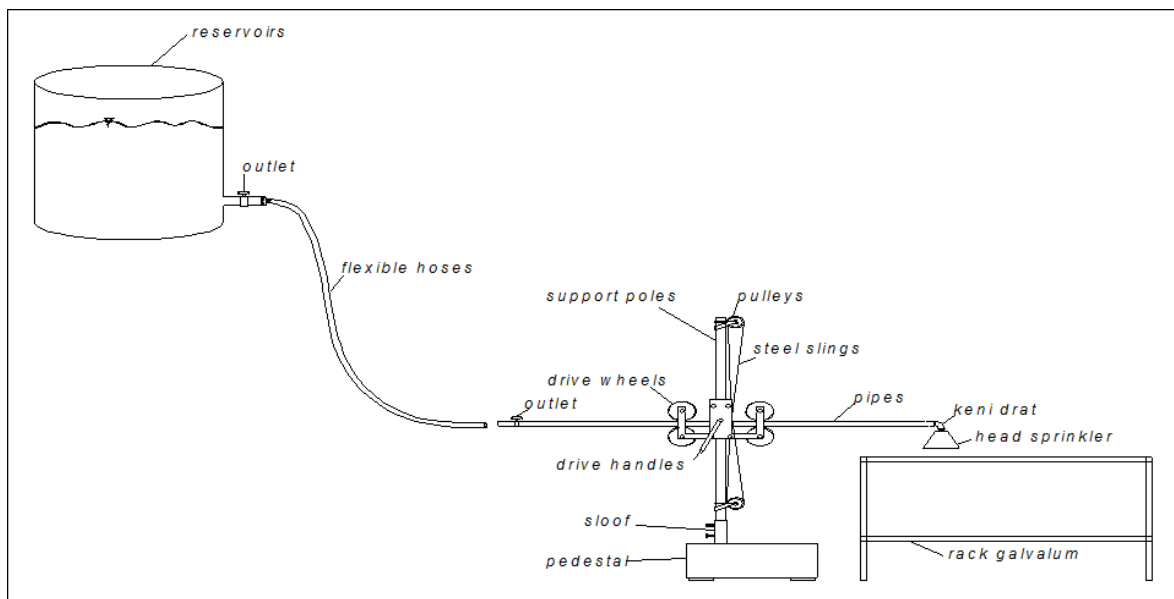 reservoirs
outlet
flexible hoses
support poles
pulleys
steel slings
drive wheels
outlet
pipes
keni drat
head sprinkler
drive handles
sloof
pedestal
rack galvalum